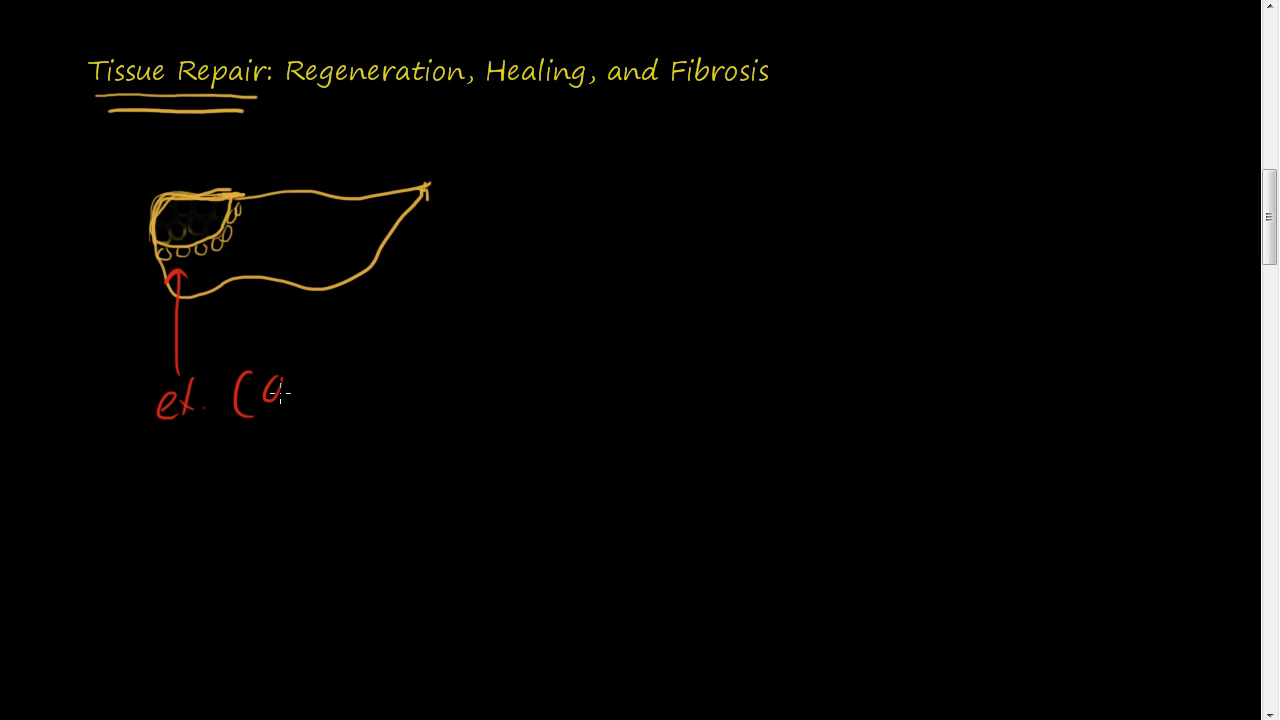 Tissue Repair: Regeneration, Healing, and Fibrosis
ex. (